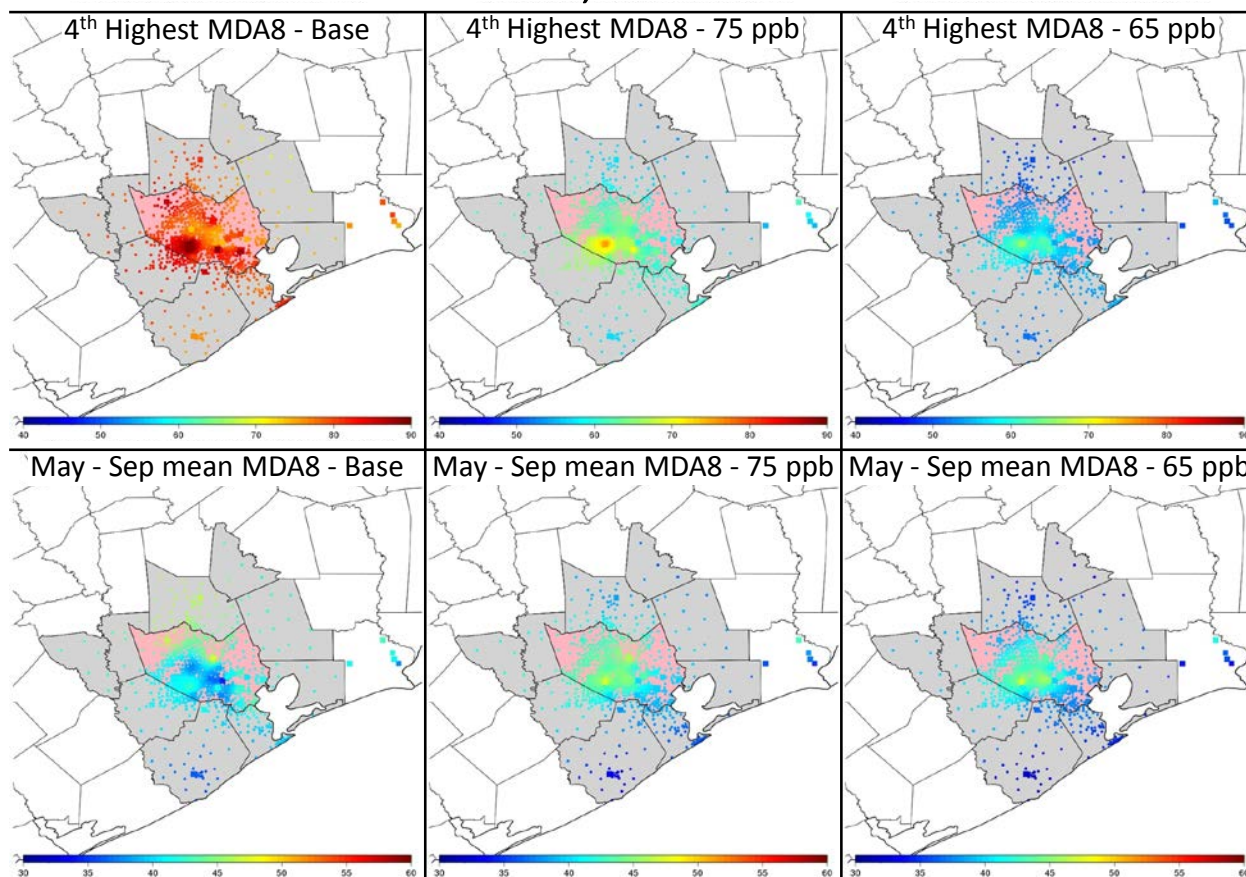 4th Highest MDA8 - Base
4th Highest MDA8 - 75 ppb
4th Highest MDA8 - 65 ppb
40 50 60 70 80 90
40 50 60 70 80 90
40 50 60 70 80 90
May - Sep mean MDA8 - Base
May - Sep mean MDA8 - 75 ppb
May - Sep mean MDA8 - 65 ppb
30 35 40 45 50 55 60
30 35 40 45 50 55 60
30 35 40 45 50 55 60